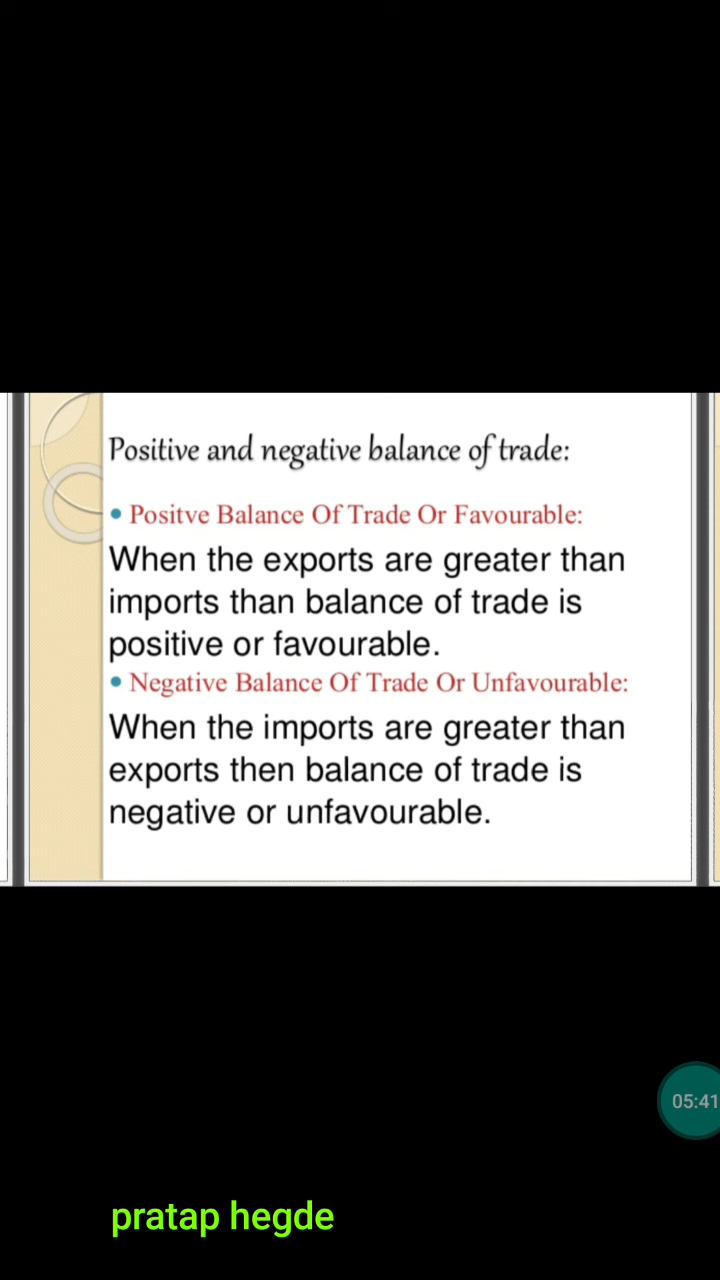 Positive and negative balance of trade:
• Positve Balance Of Trade Or Favourable:
When the exports are greater than
imports than balance of trade is
positive or favourable.
• Negative Balance Of Trade Or Unfavourable:
When the imports are greater than
exports then balance of trade is
negative or unfavourable.
05:41
pratap hegde